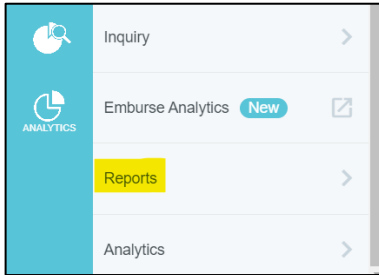 Inquiry
Emburse Analytics New
ANALYTICS
Reports
Analytics